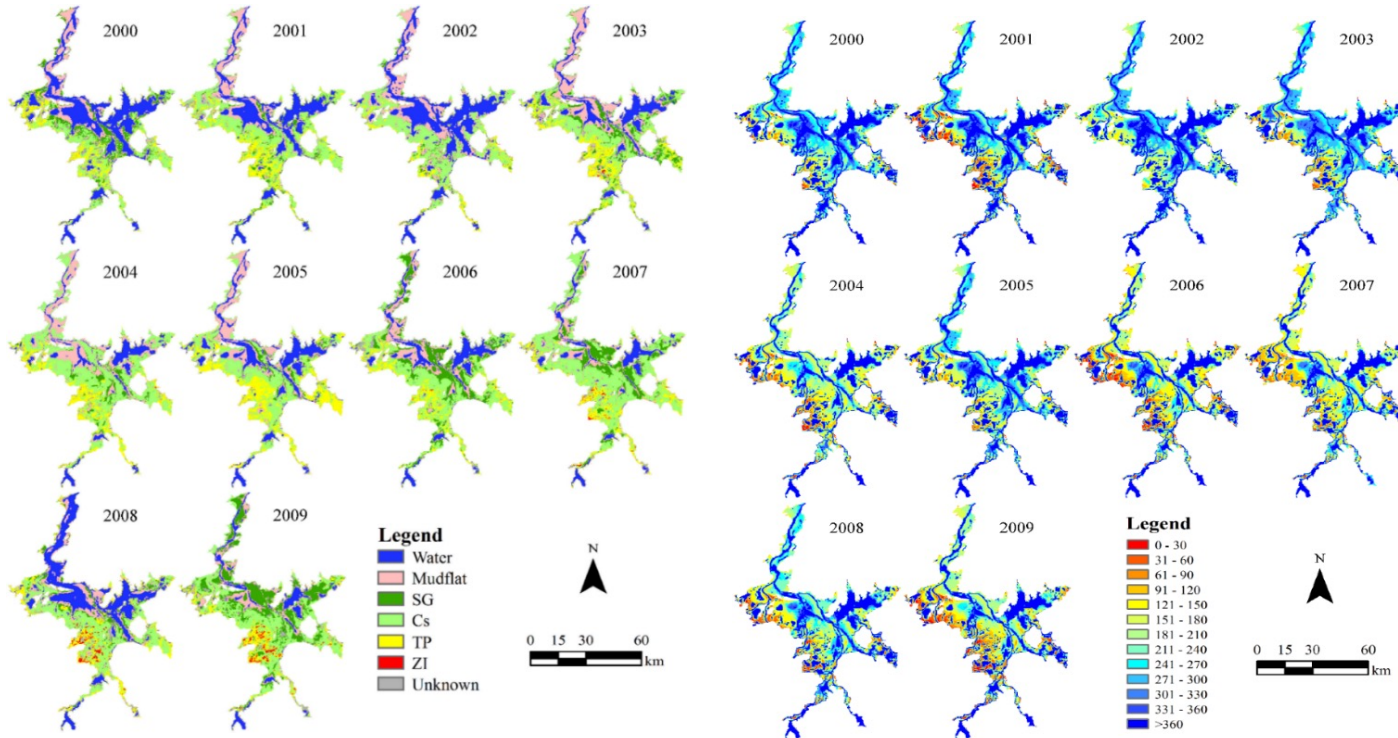 2000
2001
2002
2003
2004
2005
2006
2007
2008
2009
Legend
Water
Mudflat
SG
Cs
TP
ZI
Unknown
N
0 15 30 60
km
2000
2001
2002
2003
2004
2005
2006
2007
2008
2009
Legend
0 - 30
31 - 60
61 - 90
91 - 120
121 - 150
151 - 180
181 - 210
211 - 240
241 - 270
271 - 300
301 - 330
331 - 360
>360
N
0 15 30 60
km